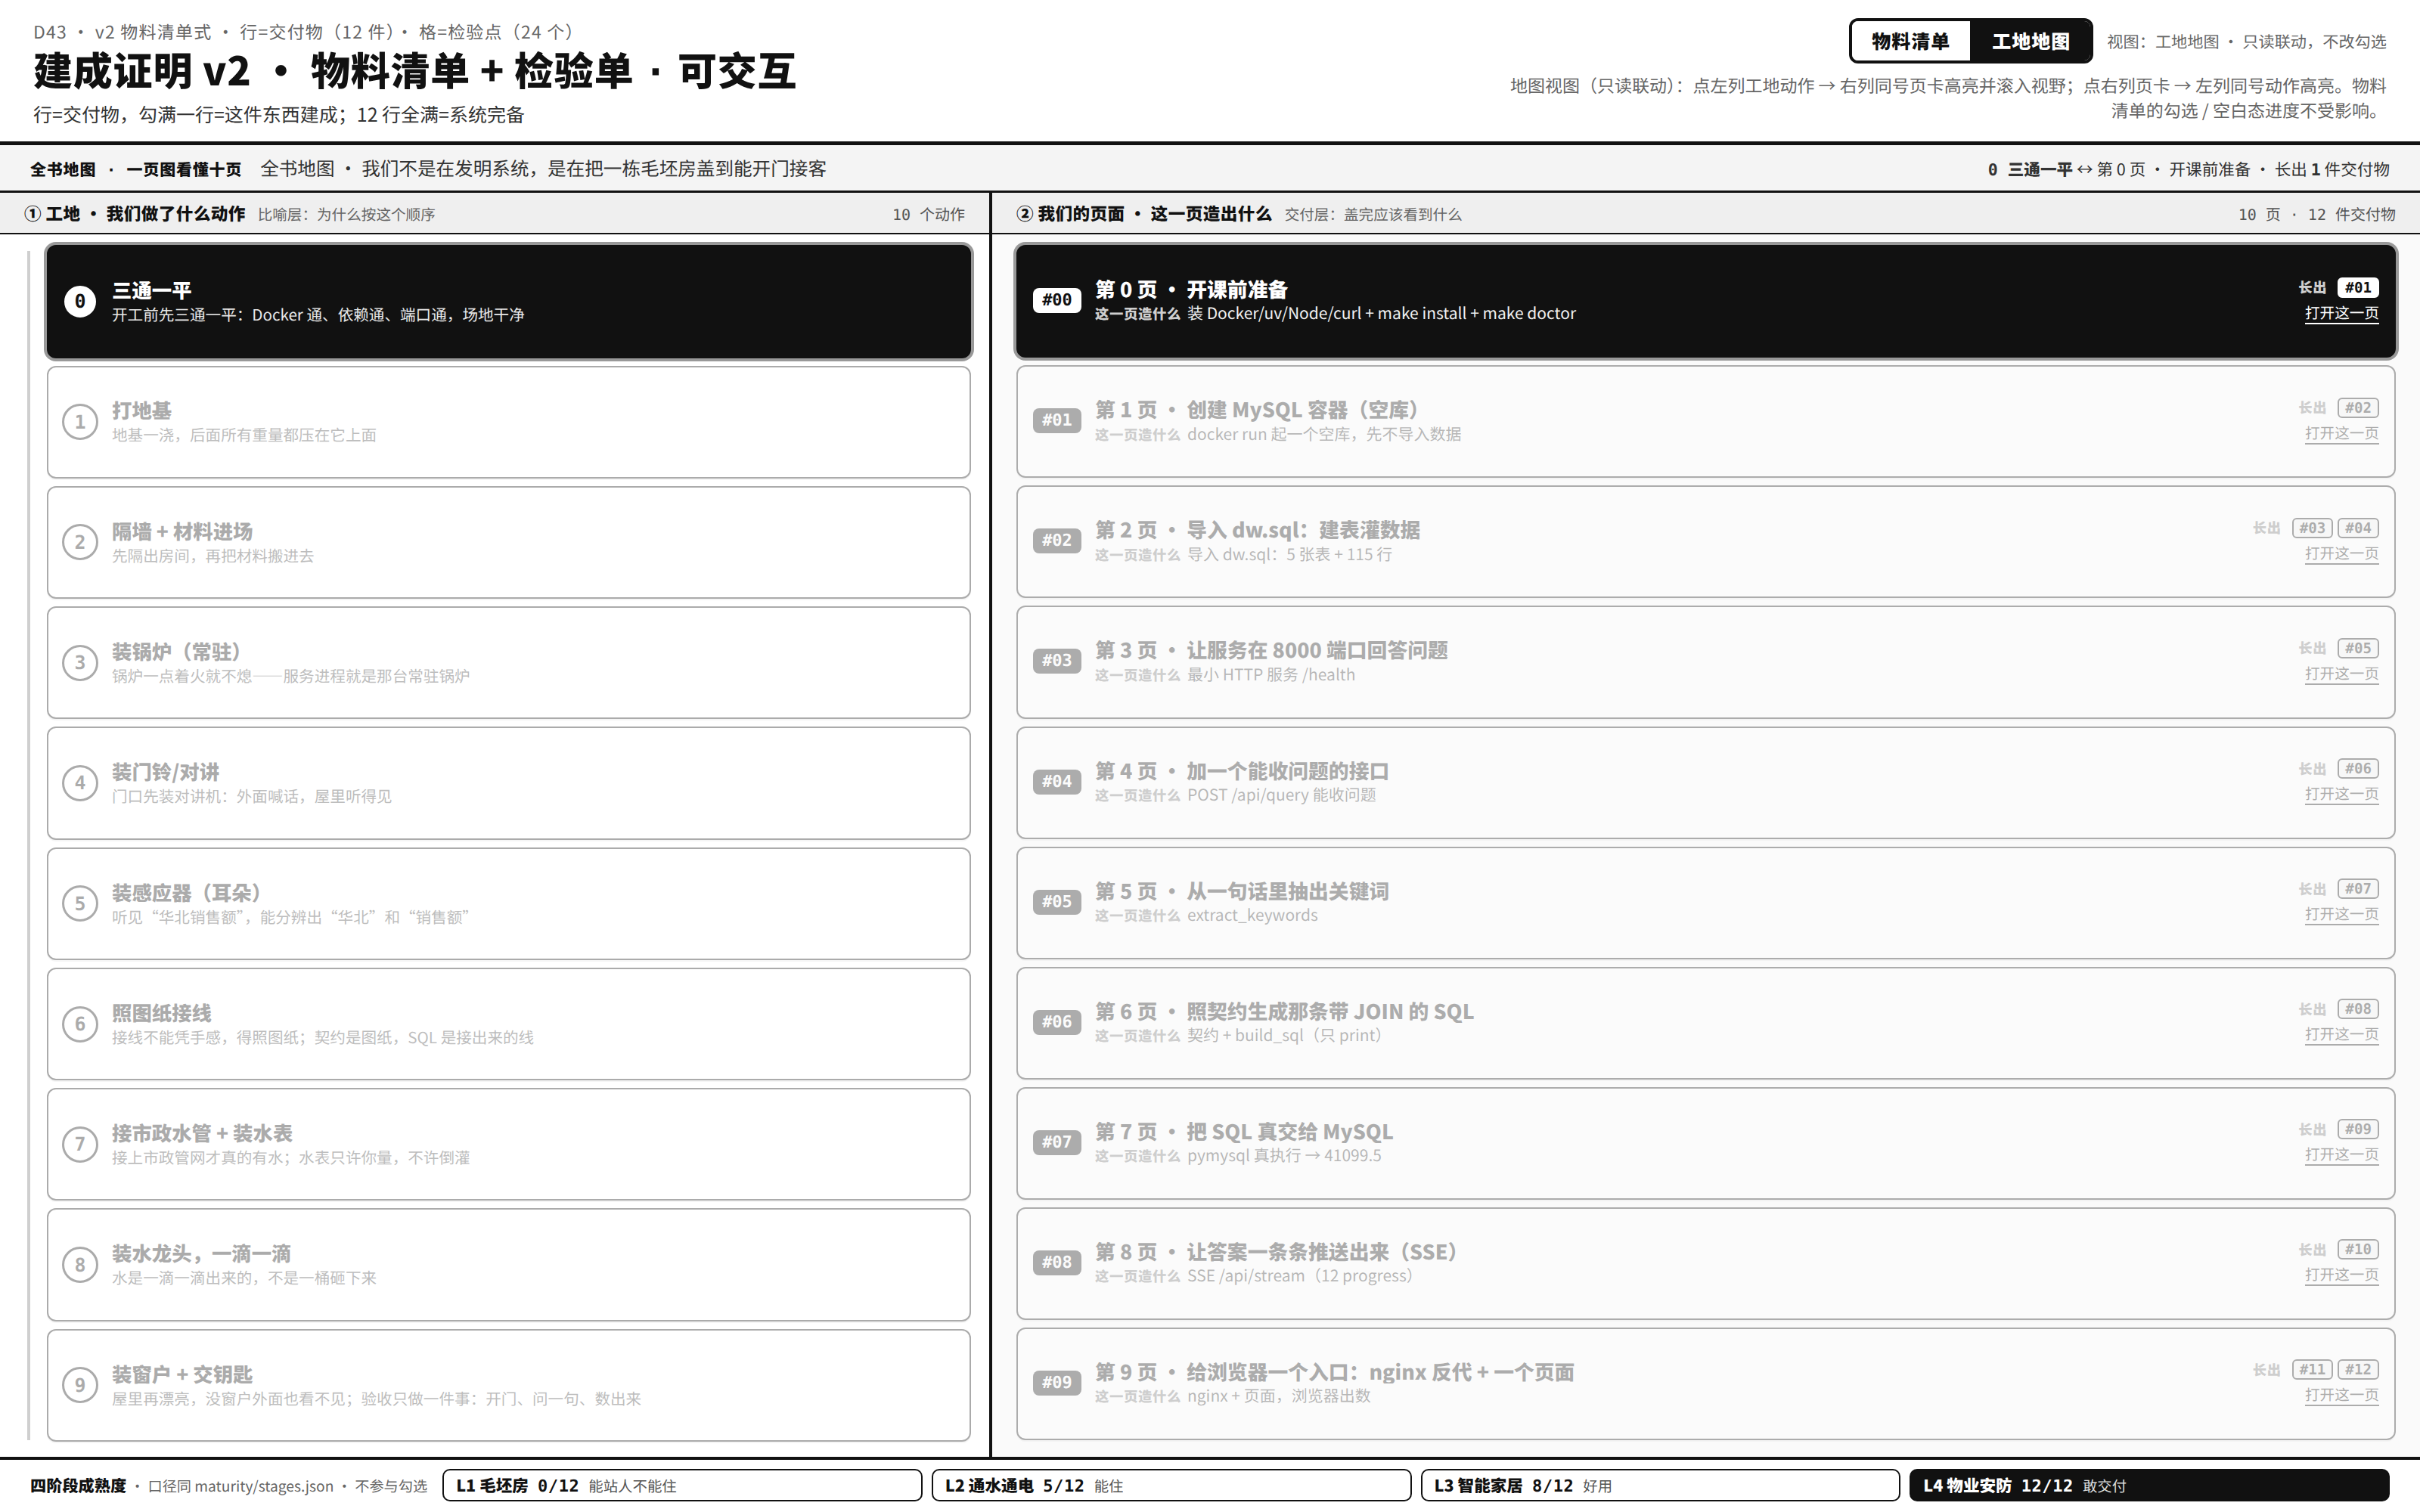 D43 · v2 物料清单式 · 行=交付物（12 件）· 格=检验点（24 个）
建成证明 v2 · 物料清单 + 检验单 · 可交互
行=交付物，勾满一行=这件东西建成；12 行全满=系统完备
物料清单 工地地图 视图：工地地图 · 只读联动，不改勾选
地图视图（只读联动）：点左列工地动作 → 右列同号页卡高亮并滚入视野；点右列页卡 → 左列同号动作高亮。物料
清单的勾选 / 空白态进度不受影响。
全书地图 · 一页图看懂十页 全书地图 · 我们不是在发明系统，是在把一栋毛坯房盖到能开门接客
0 三通一平 ↔ 第 0 页 · 开课前准备 · 长出 1 件交付物
① 工地 · 我们做了什么动作 比喻层：为什么按这个顺序 10 个动作
0 三通一平
开工前先三通一平：Docker 通、依赖通、端口通，场地干净
1 打地基
地基一浇，后面所有重量都压在它上面
2 隔墙 + 材料进场
先隔出房间，再把材料搬进去
3 装锅炉（常驻）
锅炉一点着火就不熄——服务进程就是那台常驻锅炉
4 装门铃/对讲
门口先装对讲机：外面喊话，屋里听得见
5 装感应器（耳朵）
听见“华北销售额”，能分辨出“华北”和“销售额”
6 照图纸接线
接线不能凭手感，得照图纸；契约是图纸，SQL 是接出来的线
7 接市政水管 + 装水表
接上市政管网才真的有水；水表只许你量，不许倒灌
8 装水龙头，一滴一滴
水是一滴一滴出来的，不是一桶砸下来
9 装窗户 + 交钥匙
屋里再漂亮，没窗户外面也看不见；验收只做一件事：开门、问一句、数出来
② 我们的页面 · 这一页造出什么 交付层：盖完应该看到什么 10 页 · 12 件交付物
#00 第 0 页 · 开课前准备 长出 #01
这一页造什么 装 Docker/uv/Node/curl + make install + make doctor 打开这一页
#01 第 1 页 · 创建 MySQL 容器（空库） 长出 #02
这一页造什么 docker run 起一个空库，先不导入数据 打开这一页
#02 第 2 页 · 导入 dw.sql：建表灌数据 长出 #03 #04
这一页造什么 导入 dw.sql：5 张表 + 115 行 打开这一页
#03 第 3 页 · 让服务在 8000 端口回答问题 长出 #05
这一页造什么 最小 HTTP 服务 /health 打开这一页
#04 第 4 页 · 加一个能收问题的接口 长出 #06
这一页造什么 POST /api/query 能收问题 打开这一页
#05 第 5 页 · 从一句话里抽出关键词 长出 #07
这一页造什么 extract_keywords 打开这一页
#06 第 6 页 · 照契约生成那条带 JOIN 的 SQL 长出 #08
这一页造什么 契约 + build_sql（只 print） 打开这一页
#07 第 7 页 · 把 SQL 真交给 MySQL 长出 #09
这一页造什么 pymysql 真执行 → 41099.5 打开这一页
#08 第 8 页 · 让答案一条条推送出来（SSE） 长出 #10
这一页造什么 SSE /api/stream（12 progress） 打开这一页
#09 第 9 页 · 给浏览器一个入口：nginx 反代 + 一个页面 长出 #11 #12
这一页造什么 nginx + 页面，浏览器出数 打开这一页
四阶段成熟度 · 口径同 maturity/stages.json · 不参与勾选 L1 毛坯房 0/12 能站人不能住 L2 通水通电 5/12 能住 L3 智能家居 8/12 好用 L4 物业安防 12/12 敢交付